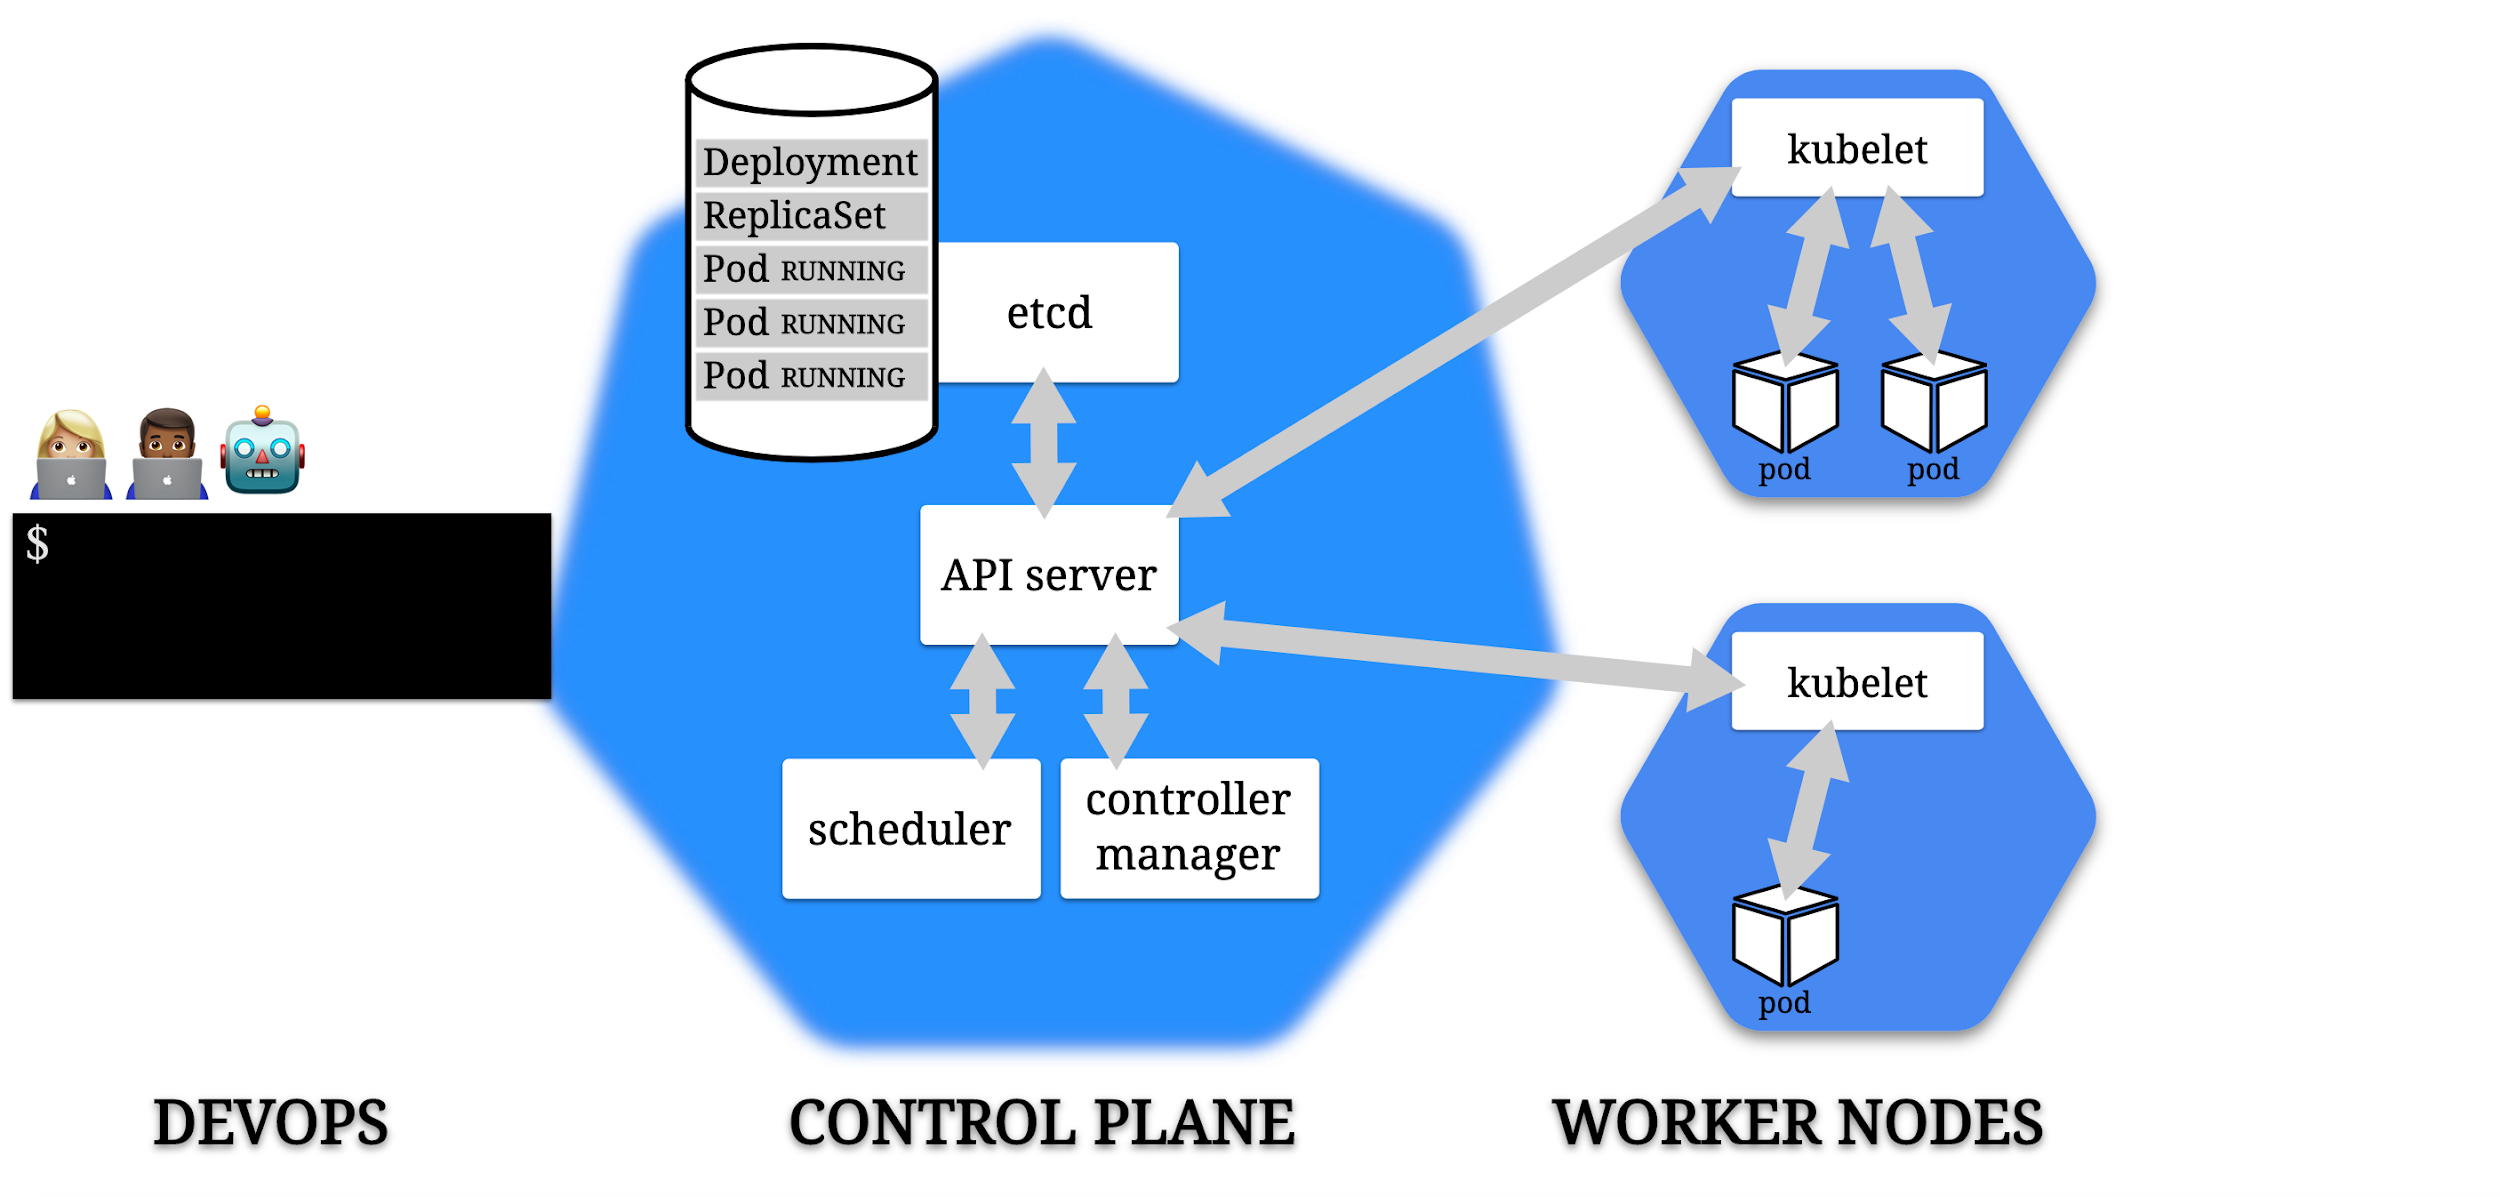 Deployment
ReplicaSet
Pod RUNNING
Pod RUNNING
Pod RUNNING
etcd
API server
scheduler
controller
manager
$
kubelet
pod
pod
kubelet
pod
DEVOPS
CONTROL PLANE
WORKER NODES